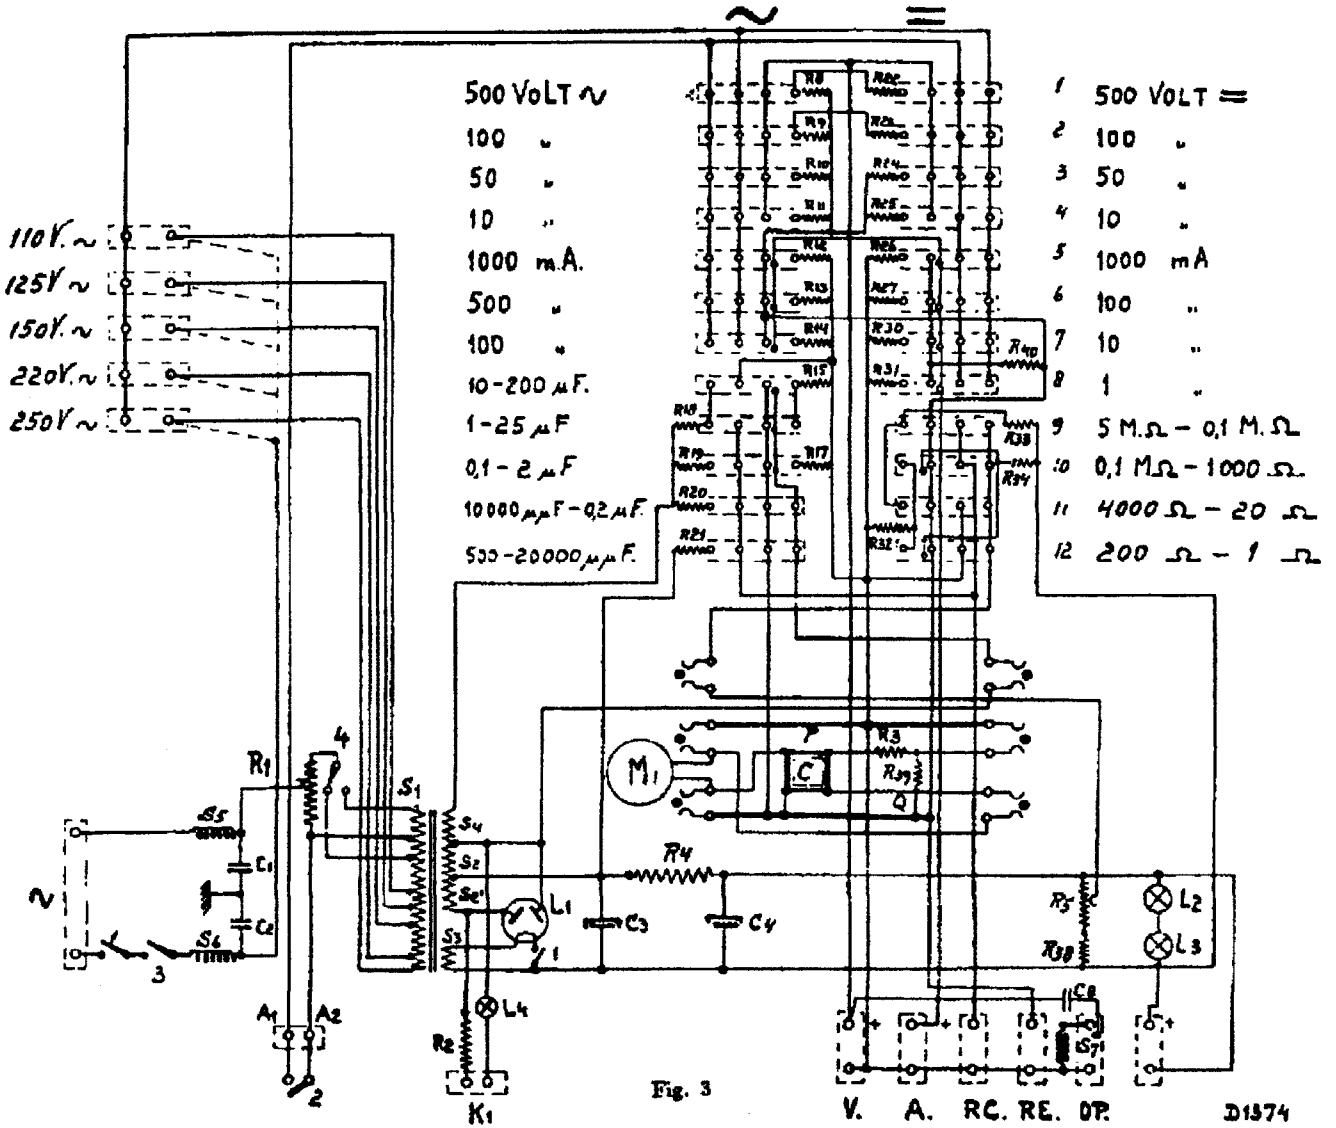 ∼ =
500 VOLT ∼
100 „
50 „
10 „
1000 m.A.
500 „
100 „
10-200 µF.
1-25 µF
0,1-2 µF
10000 µµF-0,2 µF.
500-20000 µµF.
1 500 VOLT =
2 100 „
3 50 „
4 10 „
5 1000 mA
6 100 „
7 10 „
8 1 „
9 5 M.Ω - 0,1 M.Ω
10 0,1 MΩ - 1000 Ω
11 4000 Ω - 20 Ω
12 200 Ω - 1 Ω
110V. ∼
125V ∼
150V. ∼
220V. ∼
250V ∼
R8
R9
R10
R11
R12
R13
R14
R15
R17
R18
R19
R20
R21
R24
R25
R26
R27
R30
R31
R32
R33
R34
R40
R1
4
S1
S5
C1
C2
S6
∼
1
3
A1 A2
2
S4
S2
S2'
S3
L1
1
L4
R2
K1
M1
P
C
R3
R39
Q
R4
C3
C4
R5
R38
L2
L3
C8
S7
+
+
+
V. A. RC. RE. OP.
Fig. 3
D1374